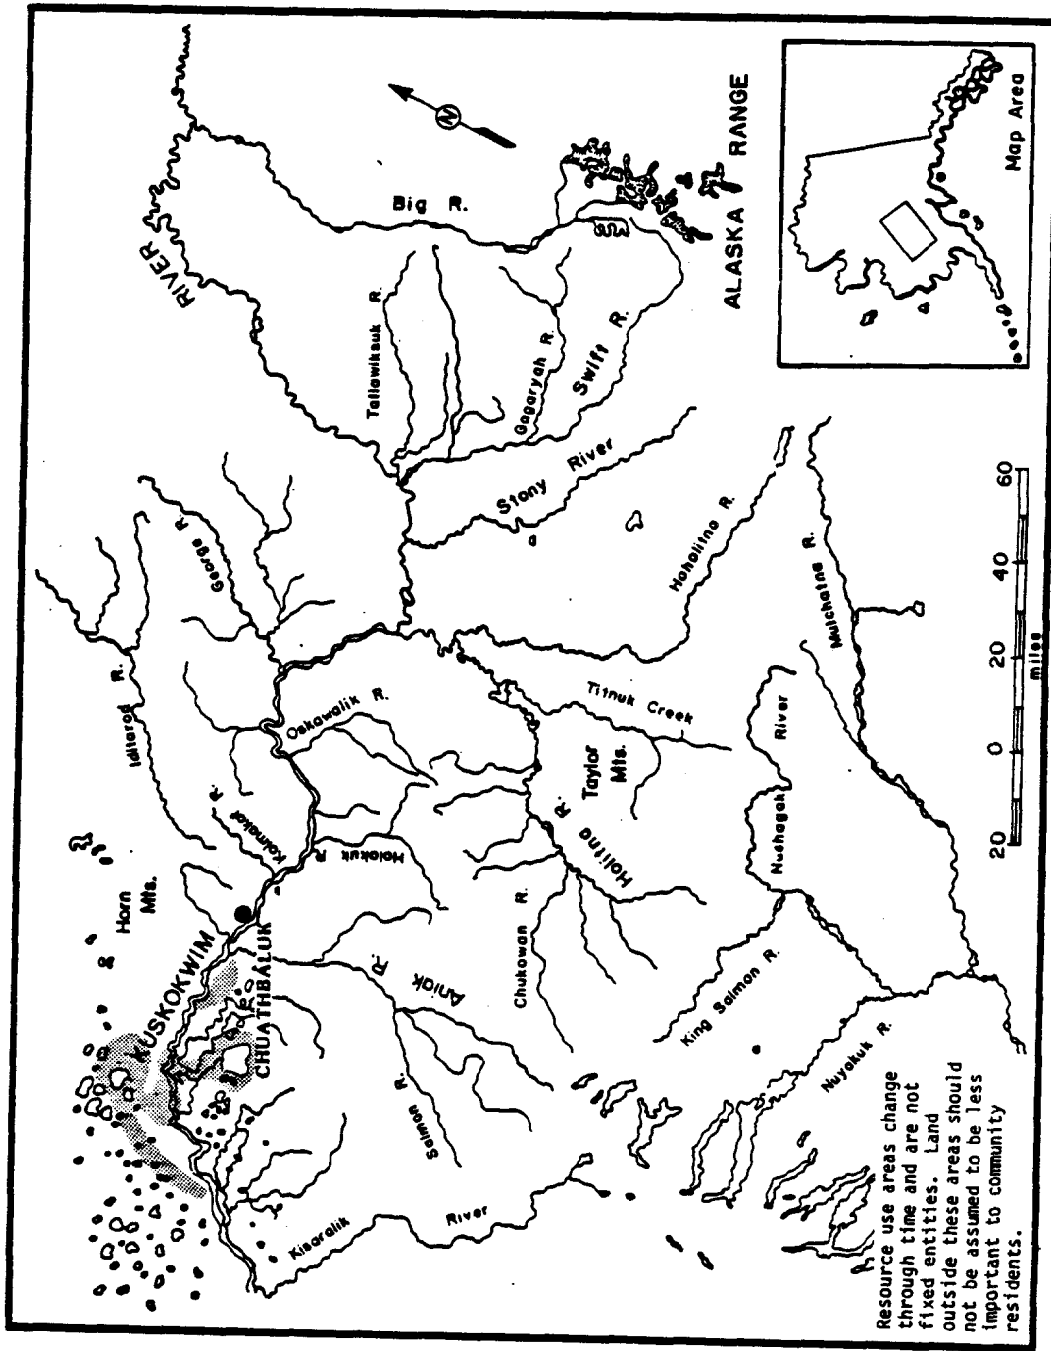 RIVER
Big R.
N
ALASKA RANGE
Map Area
Tatlawiksuk R.
Gagaryah R.
Swift R.
Stony River
George R.
Iditarod R.
Oskawalik R.
Kolmakof R.
Holokuk R.
Horn
Mts.
KUSKOKWIM
CHUATHBALUK
Aniak R.
Salmon R.
Kisaralik River
Hoholitna R.
Mulchatna R.
Titnuk Creek
Taylor
Mts.
Holitna R.
Chukowan R.
Nushagak River
King Salmon R.
Nuyakuk R.
20 0 20 40 60
miles
Resource use areas change
through time and are not
fixed entities. Land
outside these areas should
not be assumed to be less
important to community
residents.